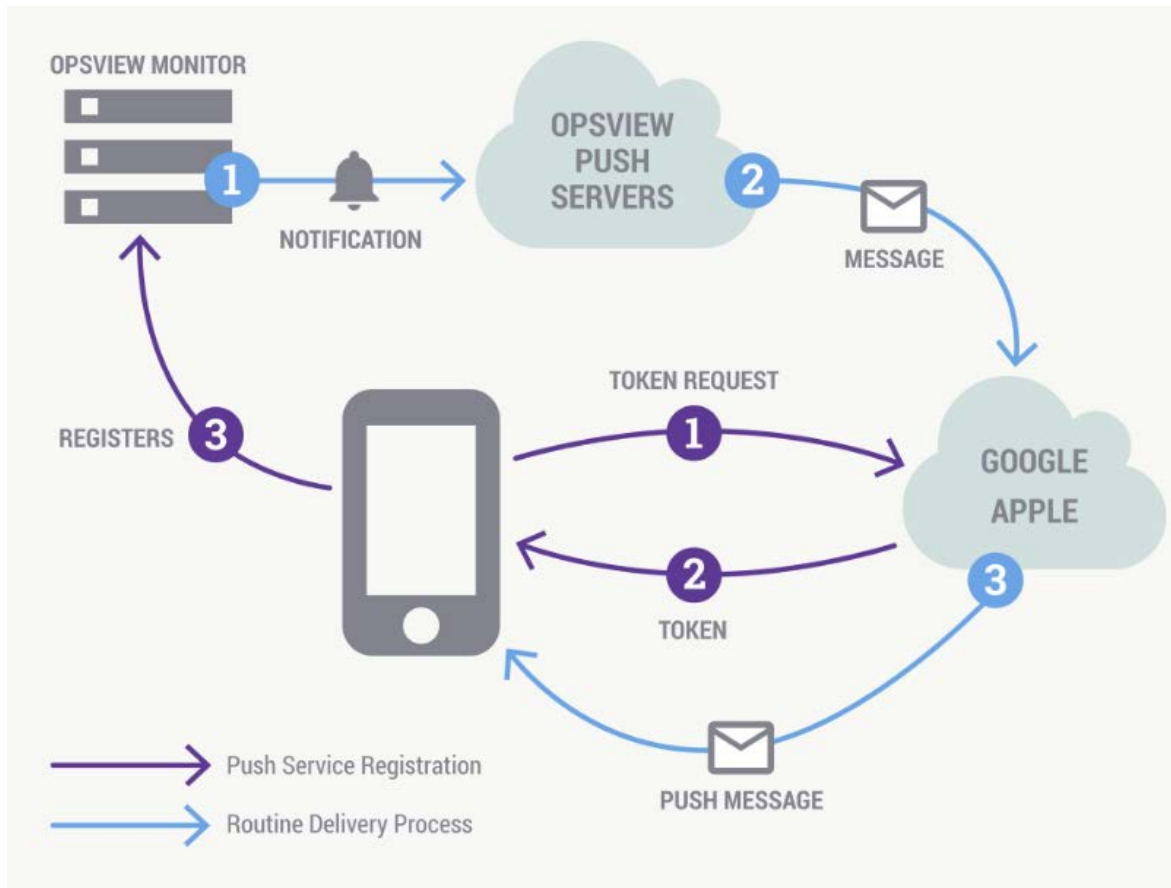 OPSVIEW MONITOR
1
NOTIFICATION
OPSVIEW
PUSH
SERVERS
2
MESSAGE
TOKEN REQUEST
1
REGISTERS
3
GOOGLE
APPLE
2
TOKEN
3
PUSH MESSAGE
Push Service Registration
Routine Delivery Process